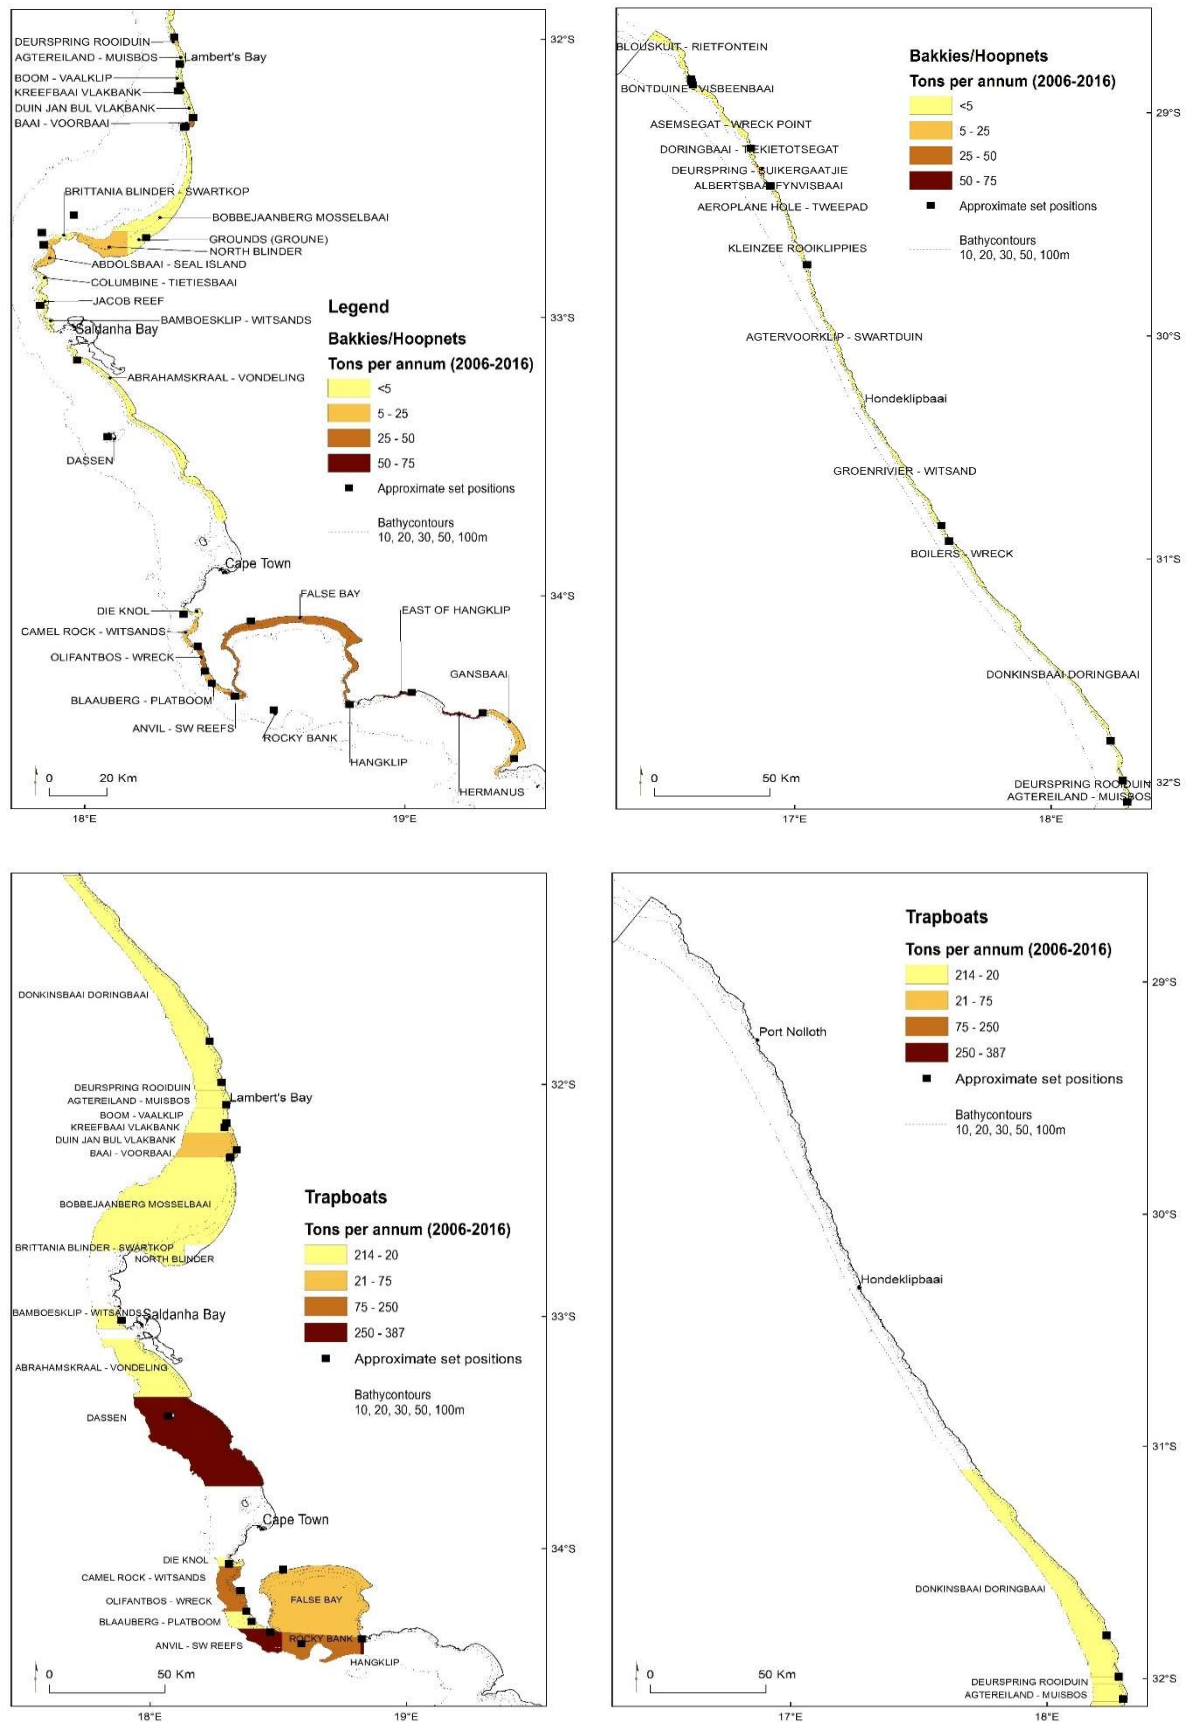 DEURSPRING ROOIDUIN
AGTEREILAND - MUISBOS
Lambert's Bay
BOOM - VAALKLIP
KREEFBAAI VLAKBANK
DUIN JAN BUL VLAKBANK
BAAI - VOORBAAI
BRITTANIA BLINDER - SWARTKOP
BOBBEJAANBERG MOSSELBAAI
GROUNDS (GROUNE)
NORTH BLINDER
ABDOLSBAAI - SEAL ISLAND
COLUMBINE - TIETIESBAAI
JACOB REEF
BAMBOESKLIP - WITSANDS
Saldanha Bay
ABRAHAMSKRAAL - VONDELING
DASSEN
Cape Town
DIE KNOL
FALSE BAY
EAST OF HANGKLIP
CAMEL ROCK - WITSANDS
OLIFANTBOS - WRECK
GANSBAAI
BLAAUBERG - PLATBOOM
ANVIL - SW REEFS
ROCKY BANK
HANGKLIP
HERMANUS
Legend
Bakkies/Hoopnets
Tons per annum (2006-2016)
<5
5 - 25
25 - 50
50 - 75
Approximate set positions
Bathycontours
10, 20, 30, 50, 100m
0 20 Km
32°S
33°S
34°S
18°E 19°E
BLOUSKUIT - RIETFONTEIN
BONTDUINE - VISBEENBAAI
ASEMSEGAT - WRECK POINT
DORINGBAAI - TEKIETOTSEGAT
DEURSPRING - SUIKERGAATJIE
ALBERTSBAAI FYNVISBAAI
AEROPLANE HOLE - TWEEPAD
KLEINZEE ROOIKLIPPIES
AGTERVOORKLIP - SWARTDUIN
Hondeklipbaai
GROENRIVIER - WITSAND
BOILERS - WRECK
DONKINSBAAI DORINGBAAI
DEURSPRING ROOIDUIN
AGTEREILAND - MUISBOS
Bakkies/Hoopnets
Tons per annum (2006-2016)
<5
5 - 25
25 - 50
50 - 75
Approximate set positions
Bathycontours
10, 20, 30, 50, 100m
0 50 Km
29°S
30°S
31°S
32°S
17°E 18°E
DONKINSBAAI DORINGBAAI
DEURSPRING ROOIDUIN
AGTEREILAND - MUISBOS
Lambert's Bay
BOOM - VAALKLIP
KREEFBAAI VLAKBANK
DUIN JAN BUL VLAKBANK
BAAI - VOORBAAI
BOBBEJAANBERG MOSSELBAAI
BRITTANIA BLINDER - SWARTKOP
NORTH BLINDER
BAMBOESKLIP - WITSANDS
Saldanha Bay
ABRAHAMSKRAAL - VONDELING
DASSEN
Cape Town
DIE KNOL
CAMEL ROCK - WITSANDS
OLIFANTBOS - WRECK
FALSE BAY
BLAAUBERG - PLATBOOM
ANVIL - SW REEFS
ROCKY BANK
HANGKLIP
Trapboats
Tons per annum (2006-2016)
214 - 20
21 - 75
75 - 250
250 - 387
Approximate set positions
Bathycontours
10, 20, 30, 50, 100m
0 50 Km
32°S
33°S
34°S
18°E 19°E
Port Nolloth
Hondeklipbaai
DONKINSBAAI DORINGBAAI
DEURSPRING ROOIDUIN
AGTEREILAND - MUISBOS
Trapboats
Tons per annum (2006-2016)
214 - 20
21 - 75
75 - 250
250 - 387
Approximate set positions
Bathycontours
10, 20, 30, 50, 100m
0 50 Km
29°S
30°S
31°S
32°S
17°E 18°E